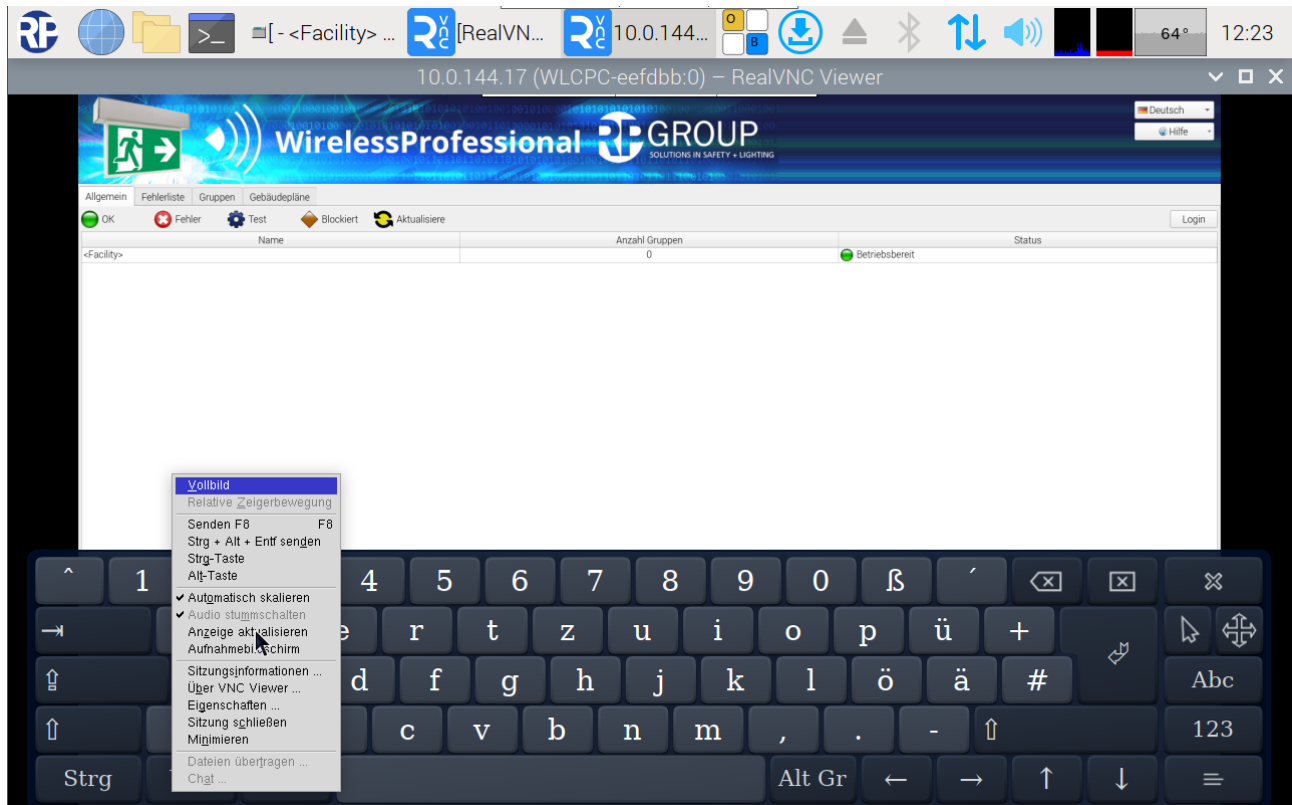 [ - <Facility> ...
[RealVN...
10.0.144...
O
B
64°
12:23
10.0.144.17 (WLCPC-eefdbb:0) – RealVNC Viewer
WirelessProfessional
RP GROUP
SOLUTIONS IN SAFETY + LIGHTING
Deutsch
Hilfe
Allgemein Fehlerliste Gruppen Gebäudepläne
OK Fehler Test Blockiert Aktualisiere Login
Name Anzahl Gruppen Status
<Facility> 0 Betriebsbereit
Vollbild
Relative Zeigerbewegung
Senden F8 F8
Strg + Alt + Entf senden
Strg-Taste
Alt-Taste
Automatisch skalieren
Audio stummschalten
Anzeige aktualisieren
Aufnahmebildschirm
Sitzungsinformationen ...
Über VNC Viewer ...
Eigenschaften ...
Sitzung schließen
Minimieren
Dateien übertragen ...
Chat ...
^ 1 4 5 6 7 8 9 0 ß ´
e r t z u i o p ü +
d f g h j k l ö ä # Abc
c v b n m , . - 123
Strg Alt Gr ← → ↑ ↓